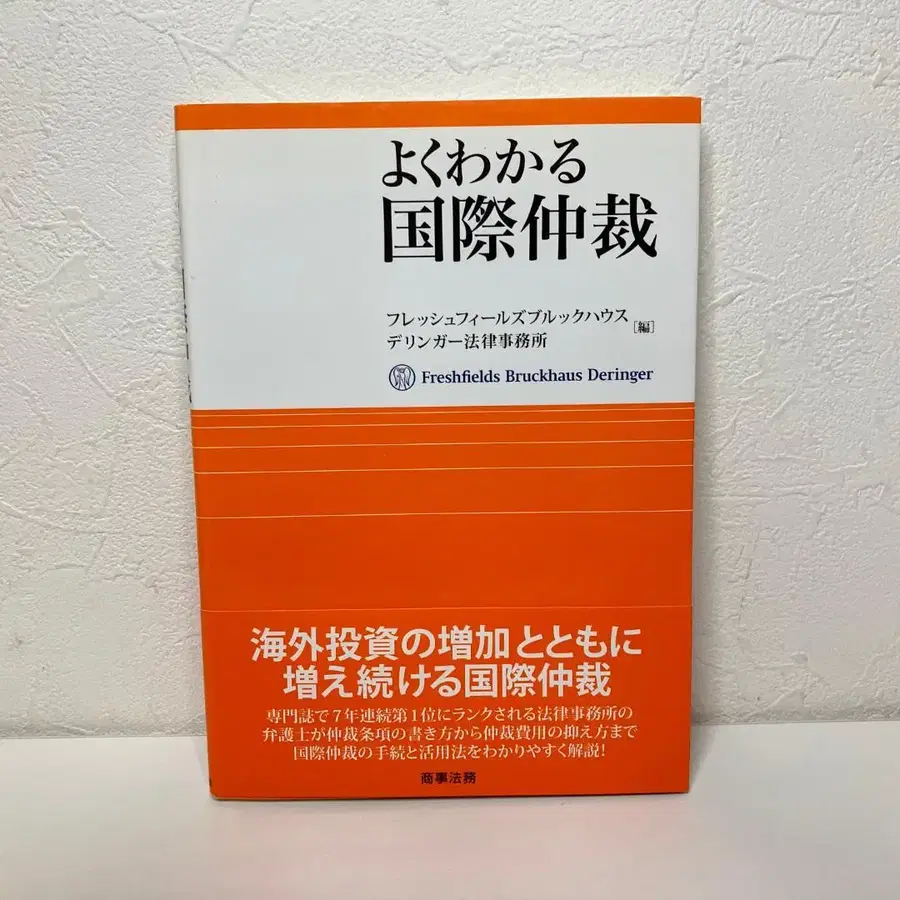 よくわかる
国際仲裁
フレッシュフィールズブルックハウス
デリンガー法律事務所
[編]
Freshfields Bruckhaus Deringer
海外投資の増加とともに
増え続ける国際仲裁
専門誌で7年連続第1位にランクされる法律事務所の
弁護士が仲裁条項の書き方から仲裁費用の抑え方まで
国際仲裁の手続と活用法をわかりやすく解説!
商事法務